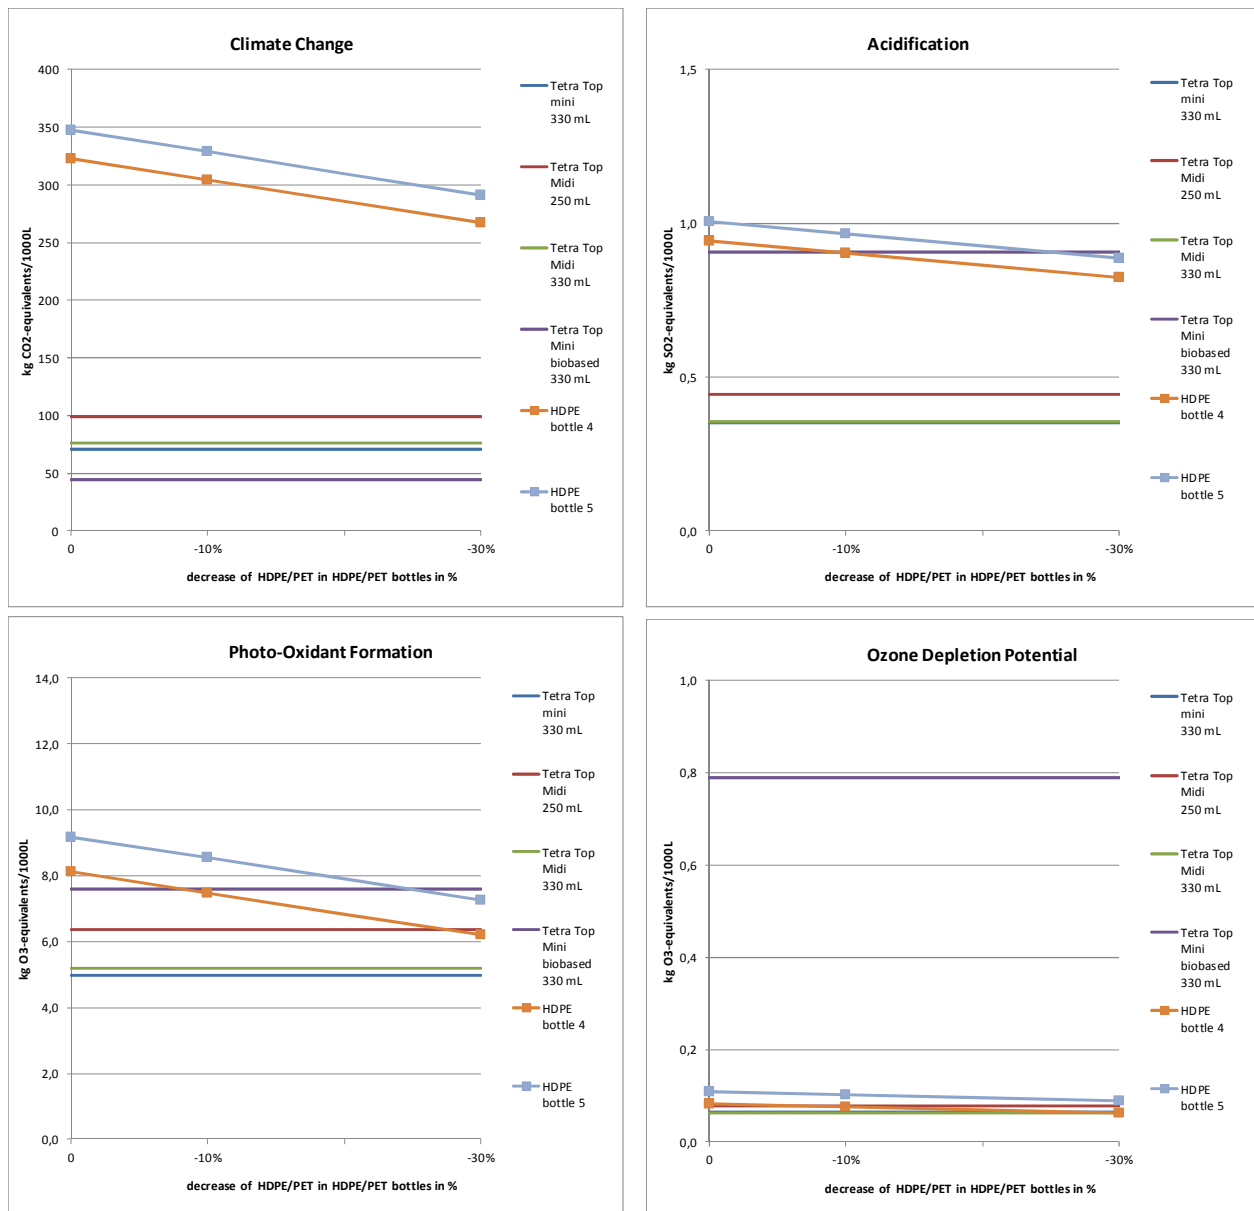 Climate Change
kg CO2-equivalents/1000L
400
350
300
250
200
150
100
50
0
0
-10%
-30%
decrease of HDPE/PET in HDPE/PET bottles in %
Tetra Top
mini
330 mL
Tetra Top
Midi
250 mL
Tetra Top
Midi
330 mL
Tetra Top
Mini
biobased
330 mL
HDPE
bottle 4
HDPE
bottle 5
Acidification
kg SO2-equivalents/1000L
1,5
1,0
0,5
0,0
0
-10%
-30%
decrease of HDPE/PET in HDPE/PET bottles in %
Tetra Top
mini
330 mL
Tetra Top
Midi
250 mL
Tetra Top
Midi
330 mL
Tetra Top
Mini
biobased
330 mL
HDPE
bottle 4
HDPE
bottle 5
Photo-Oxidant Formation
kg O3-equivalents/1000L
14,0
12,0
10,0
8,0
6,0
4,0
2,0
0,0
0
-10%
-30%
decrease of HDPE/PET in HDPE/PET bottles in %
Tetra Top
mini
330 mL
Tetra Top
Midi
250 mL
Tetra Top
Midi
330 mL
Tetra Top
Mini
biobased
330 mL
HDPE
bottle 4
HDPE
bottle 5
Ozone Depletion Potential
kg O3-equivalents/1000L
1,0
0,8
0,6
0,4
0,2
0,0
0
-10%
-30%
decrease of HDPE/PET in HDPE/PET bottles in %
Tetra Top
mini
330 mL
Tetra Top
Midi
250 mL
Tetra Top
Midi
330 mL
Tetra Top
Mini
biobased
330 mL
HDPE
bottle 4
HDPE
bottle 5